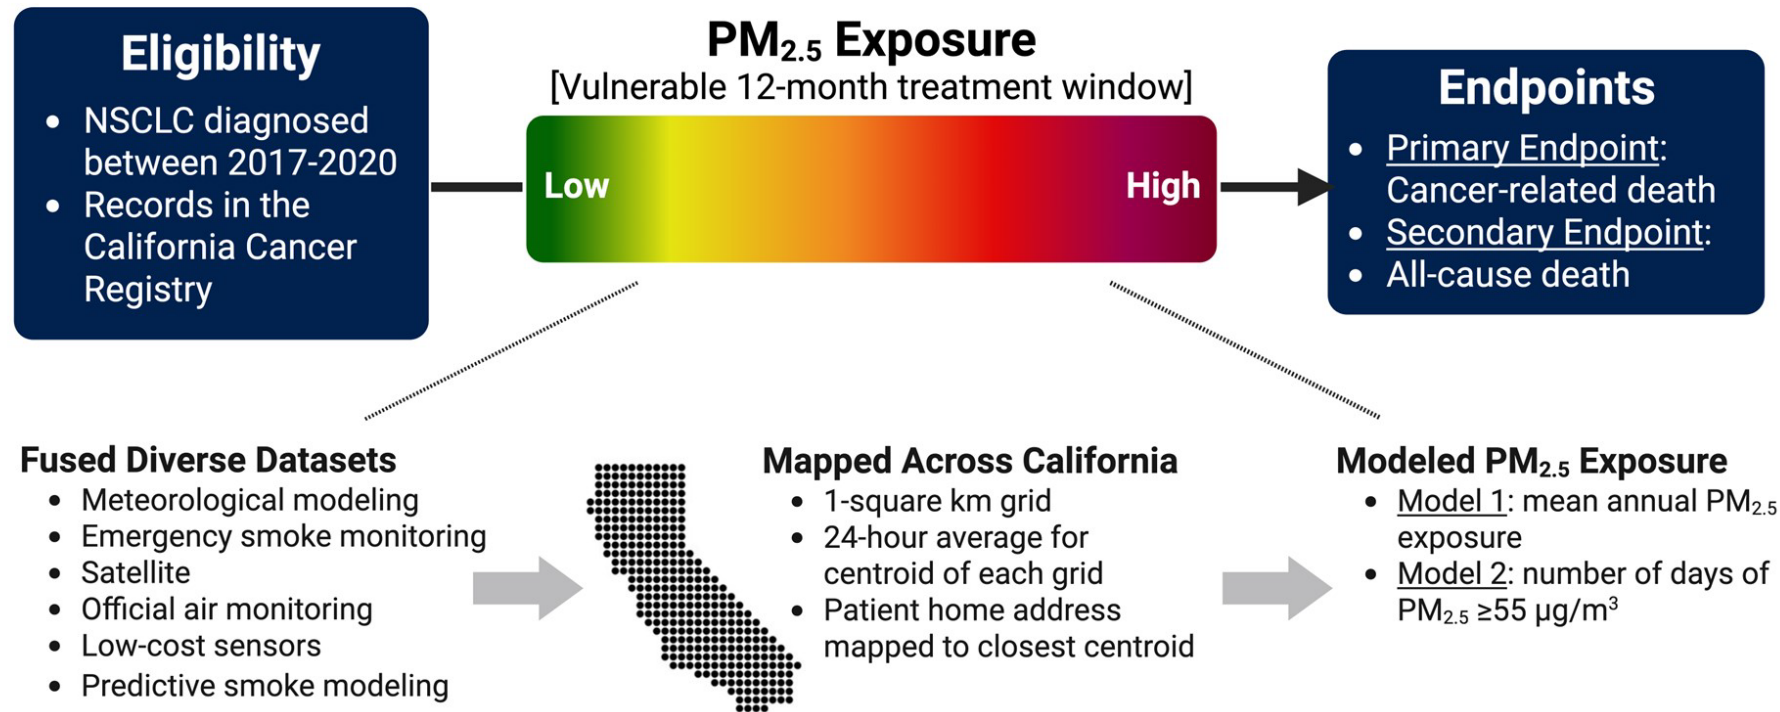 Eligibility
• NSCLC diagnosed
between 2017-2020
• Records in the
California Cancer
Registry
PM2.5 Exposure
[Vulnerable 12-month treatment window]
Low
High
Endpoints
• Primary Endpoint:
Cancer-related death
• Secondary Endpoint:
• All-cause death
Fused Diverse Datasets
• Meteorological modeling
• Emergency smoke monitoring
• Satellite
• Official air monitoring
• Low-cost sensors
• Predictive smoke modeling
Mapped Across California
• 1-square km grid
• 24-hour average for
centroid of each grid
• Patient home address
mapped to closest centroid
Modeled PM2.5 Exposure
• Model 1: mean annual PM2.5
exposure
• Model 2: number of days of
PM2.5 ≥55 µg/m³